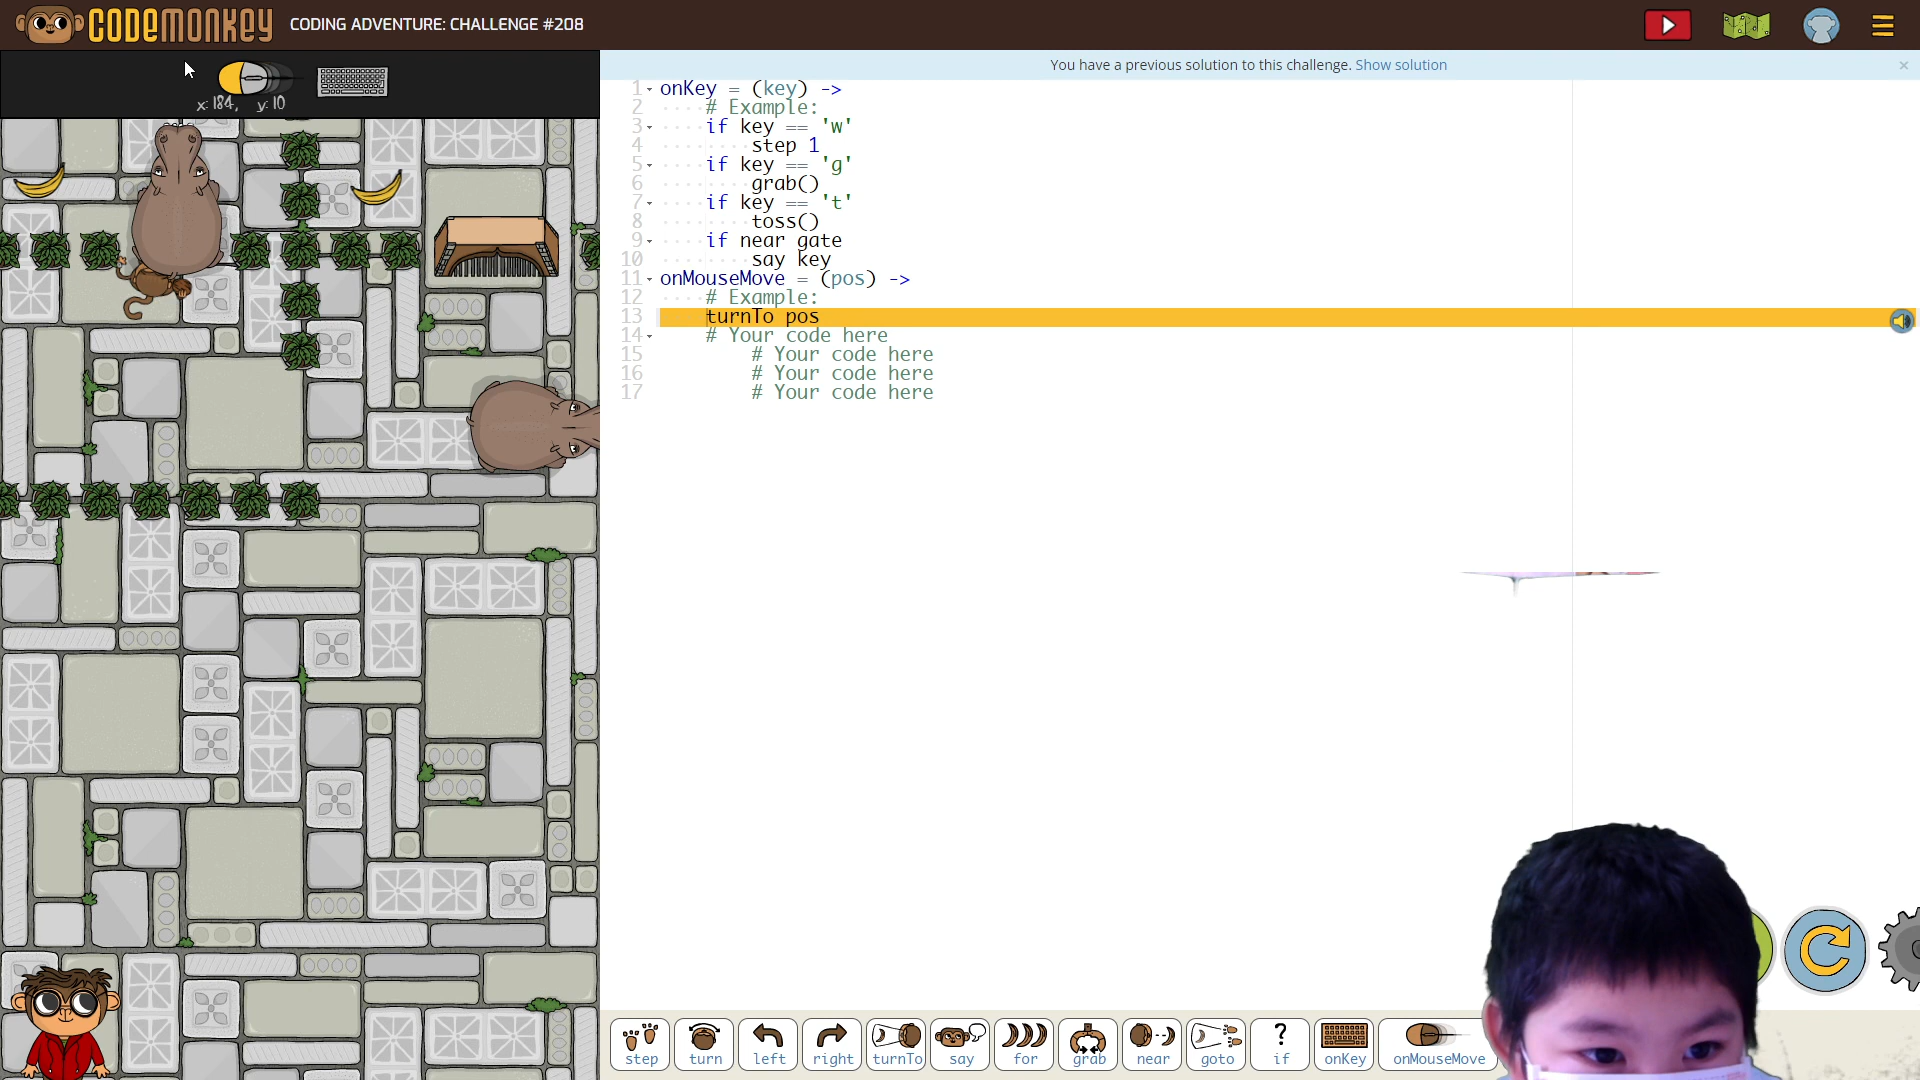 CODEMONKEY CODING ADVENTURE: CHALLENGE #208
You have a previous solution to this challenge. Show solution
x: 184, y: 10
1 onKey = (key) ->
2 # Example:
3 if key == 'w'
4 step 1
5 if key == 'g'
6 grab()
7 if key == 't'
8 toss()
9 if near gate
10 say key
11 onMouseMove = (pos) ->
12 # Example:
13 turnTo pos
14 # Your code here
15 # Your code here
16 # Your code here
17 # Your code here
step turn left right turnTo say for grab near goto if onKey onMouseMove